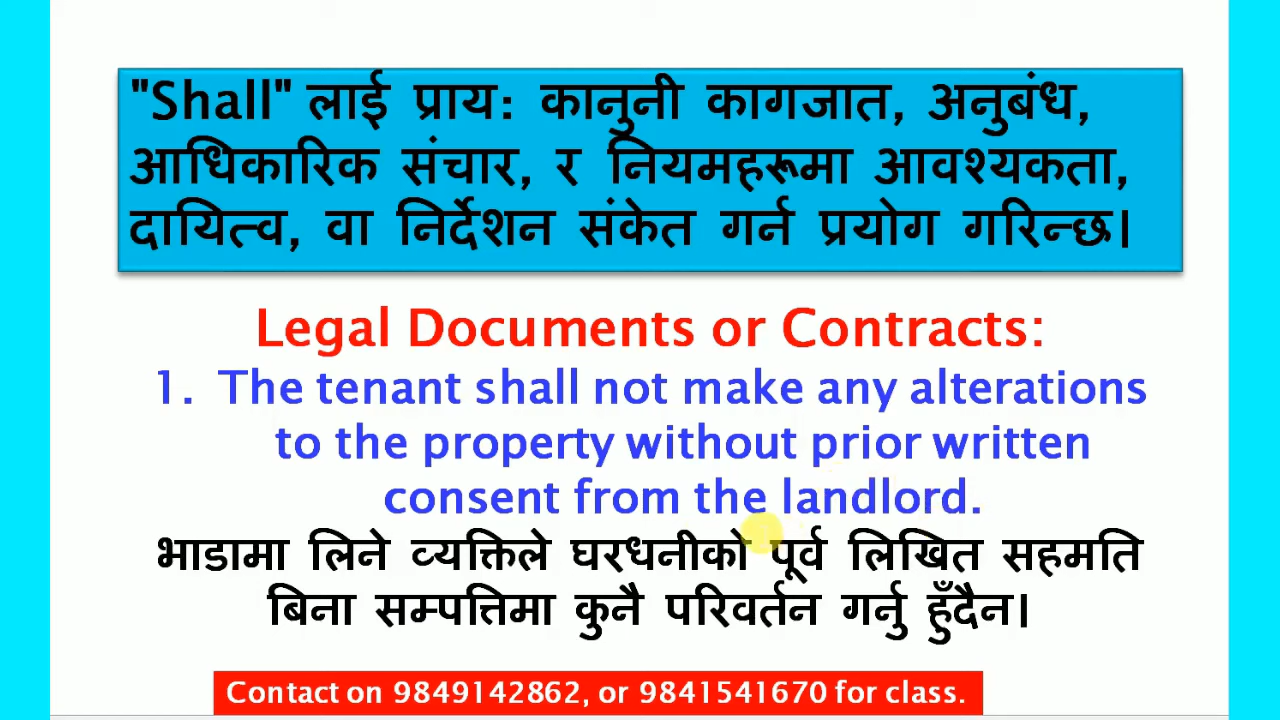 "Shall" लाई प्राय: कानुनी कागजात, अनुबंध,
आधिकारिक संचार, र नियमहरूमा आवश्यकता,
दायित्व, वा निर्देशन संकेत गर्न प्रयोग गरिन्छ।
Legal Documents or Contracts:
1. The tenant shall not make any alterations
to the property without prior written
consent from the landlord.
भाडामा लिने व्यक्तिले घरधनीको पूर्व लिखित सहमति
बिना सम्पत्तिमा कुनै परिवर्तन गर्नु हुँदैन।
Contact on 9849142862, or 9841541670 for class.